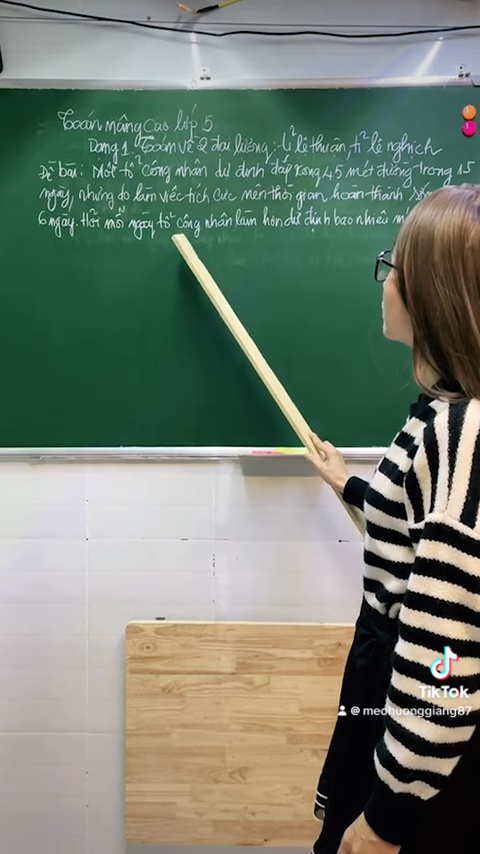 Toán nâng cao lớp 5
Dạng 1 Toán về 2 đại lượng: tỉ lệ thuận, tỉ lệ nghịch
Đề bài: Một tổ công nhân dự định đắp xong 45 mét đường trong 15
ngày, nhưng do làm việc tích cực nên thời gian, hoàn thành
6 ngày. Hỏi mỗi ngày, tổ công nhân làm hơn dự định bao nhiêu
TikTok
@meohuonggiang87
TikTok